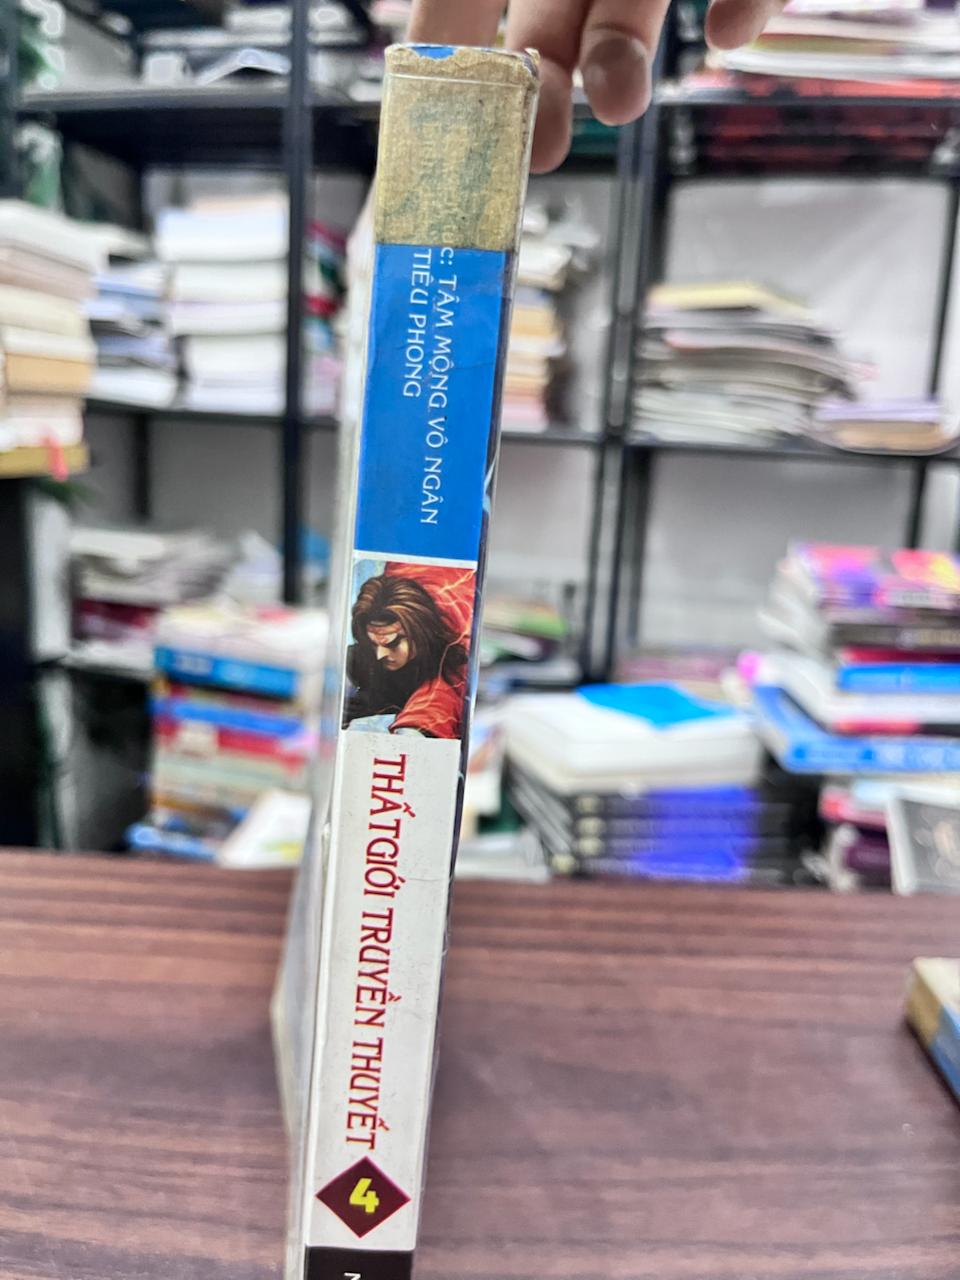 c: TÂM MỘNG VÔ NGÂN
TIÊU PHONG
THẤT GIỚI TRUYỀN THUYẾT
4